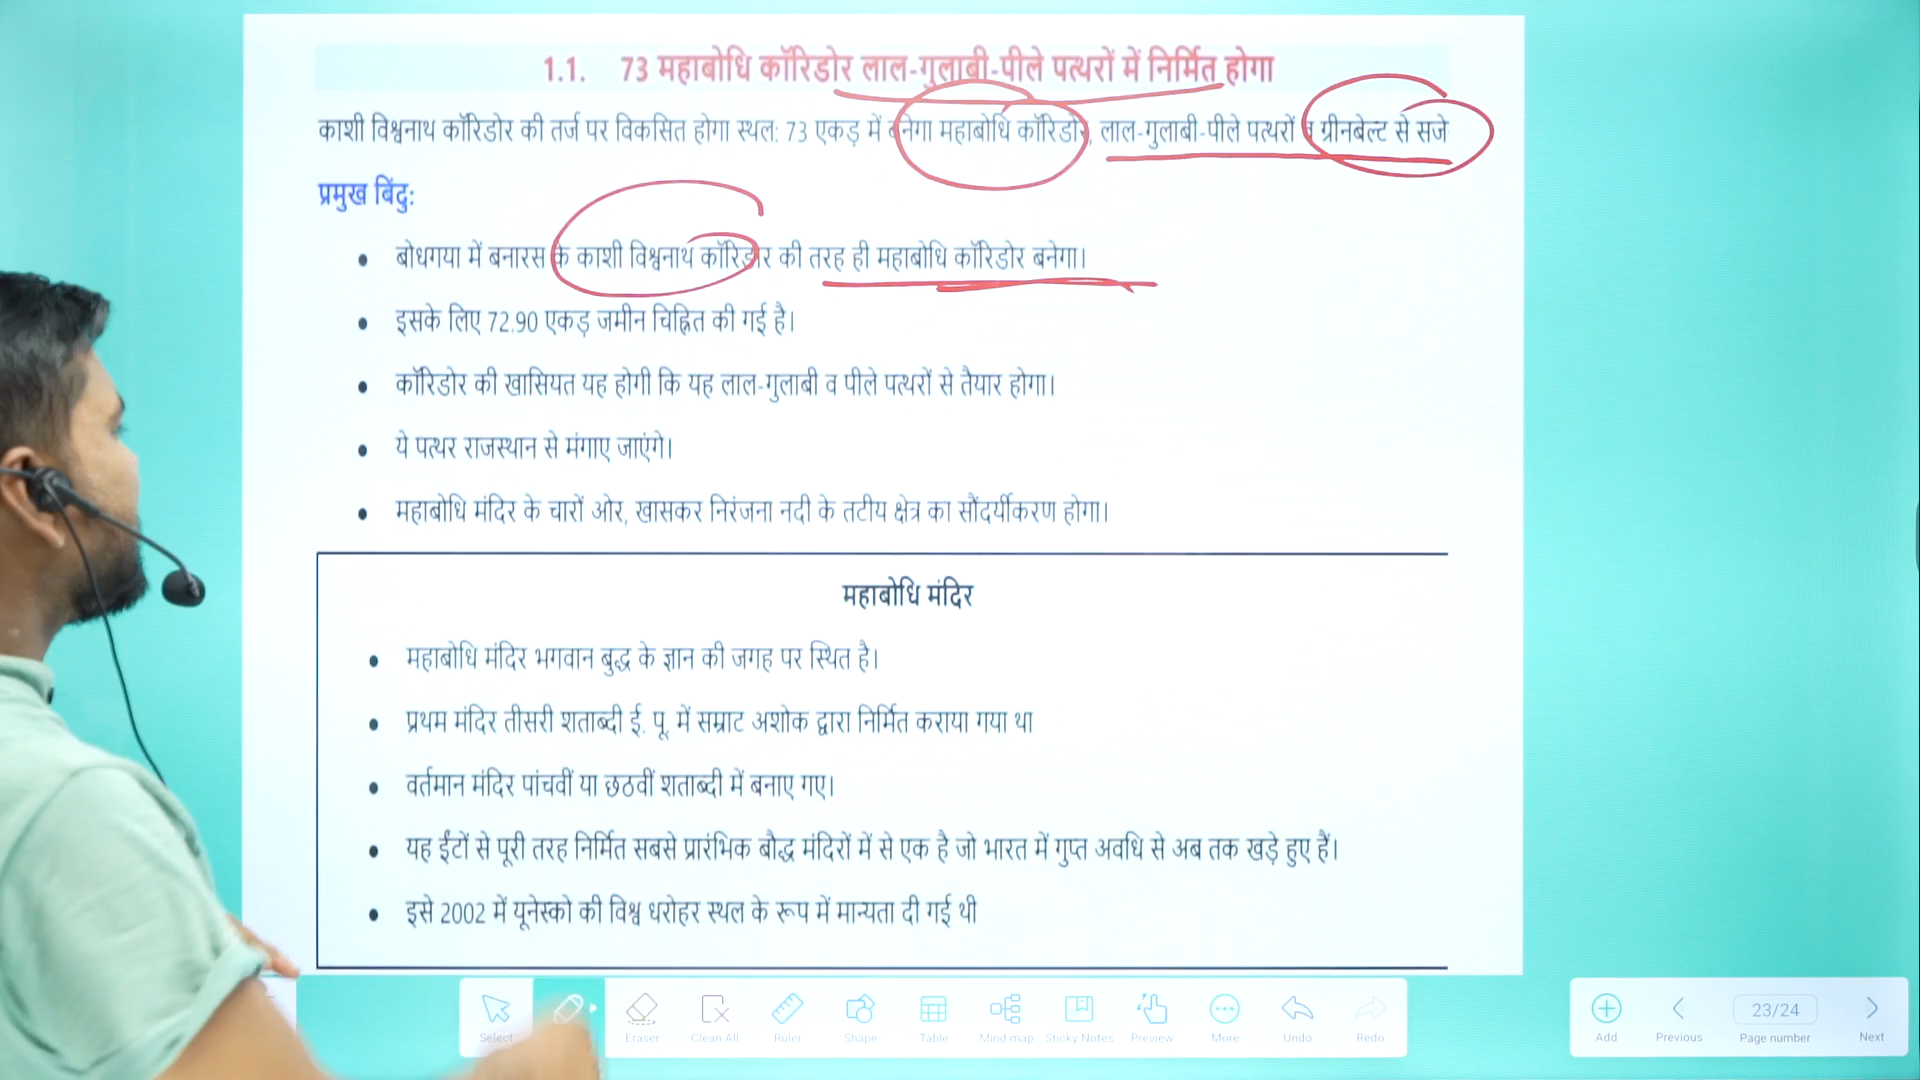 1.1. 73 महाबोधि कॉरिडोर लाल-गुलाबी-पीले पत्थरों में निर्मित होगा
काशी विश्वनाथ कॉरिडोर की तर्ज पर विकसित होगा स्थल: 73 एकड़ में बनेगा महाबोधि कॉरिडोर, लाल-गुलाबी-पीले पत्थरों व ग्रीनबेल्ट से सजे
प्रमुख बिंदु:
• बोधगया में बनारस के काशी विश्वनाथ कॉरिडोर की तरह ही महाबोधि कॉरिडोर बनेगा।
• इसके लिए 72.90 एकड़ जमीन चिह्नित की गई है।
• कॉरिडोर की खासियत यह होगी कि यह लाल-गुलाबी व पीले पत्थरों से तैयार होगा।
• ये पत्थर राजस्थान से मंगाए जाएंगे।
• महाबोधि मंदिर के चारों ओर, खासकर निरंजना नदी के तटीय क्षेत्र का सौंदर्यीकरण होगा।
महाबोधि मंदिर
• महाबोधि मंदिर भगवान बुद्ध के ज्ञान की जगह पर स्थित है।
• प्रथम मंदिर तीसरी शताब्दी ई. पू. में सम्राट अशोक द्वारा निर्मित कराया गया था
• वर्तमान मंदिर पांचवीं या छठवीं शताब्दी में बनाए गए।
• यह ईंटों से पूरी तरह निर्मित सबसे प्रारंभिक बौद्ध मंदिरों में से एक है जो भारत में गुप्त अवधि से अब तक खड़े हुए हैं।
• इसे 2002 में यूनेस्को की विश्व धरोहर स्थल के रूप में मान्यता दी गई थी
Select Eraser Clean All Ruler Shape Table Mind map Sticky Notes Preview More Undo Redo
Add Previous 23/24 Page number Next